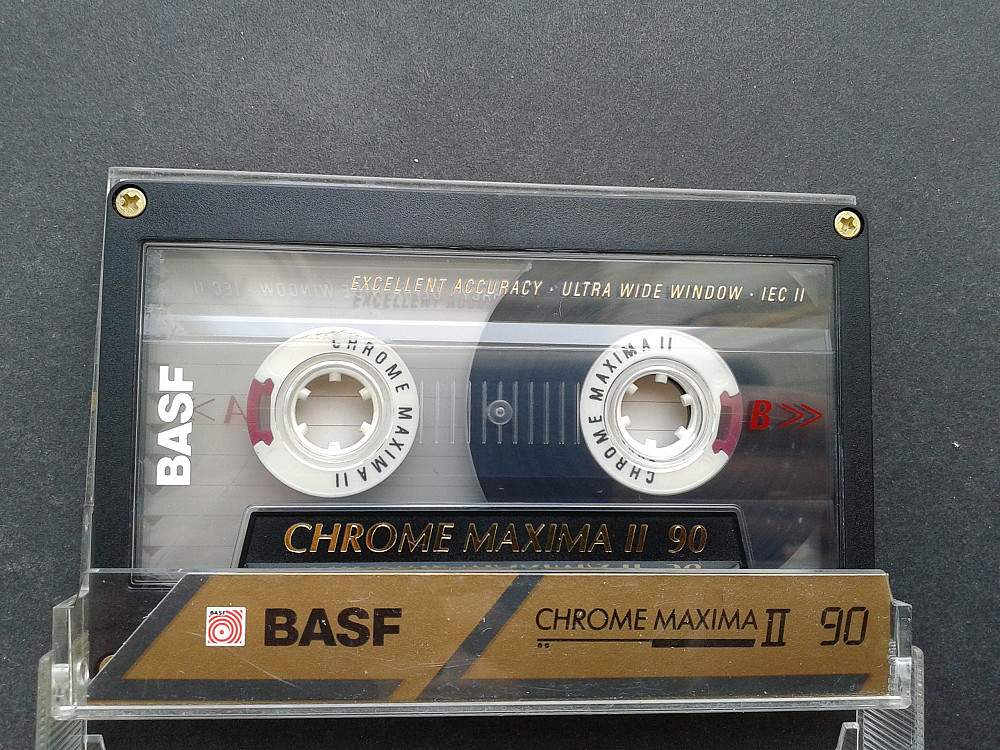 EXCELLENT ACCURACY · ULTRA WIDE WINDOW · IEC II
BASF
< A
CHROME MAXIMA II
CHROME MAXIMA II
B >>
CHROME MAXIMA II 90
BASF
BASF
CHROME MAXIMA II 90